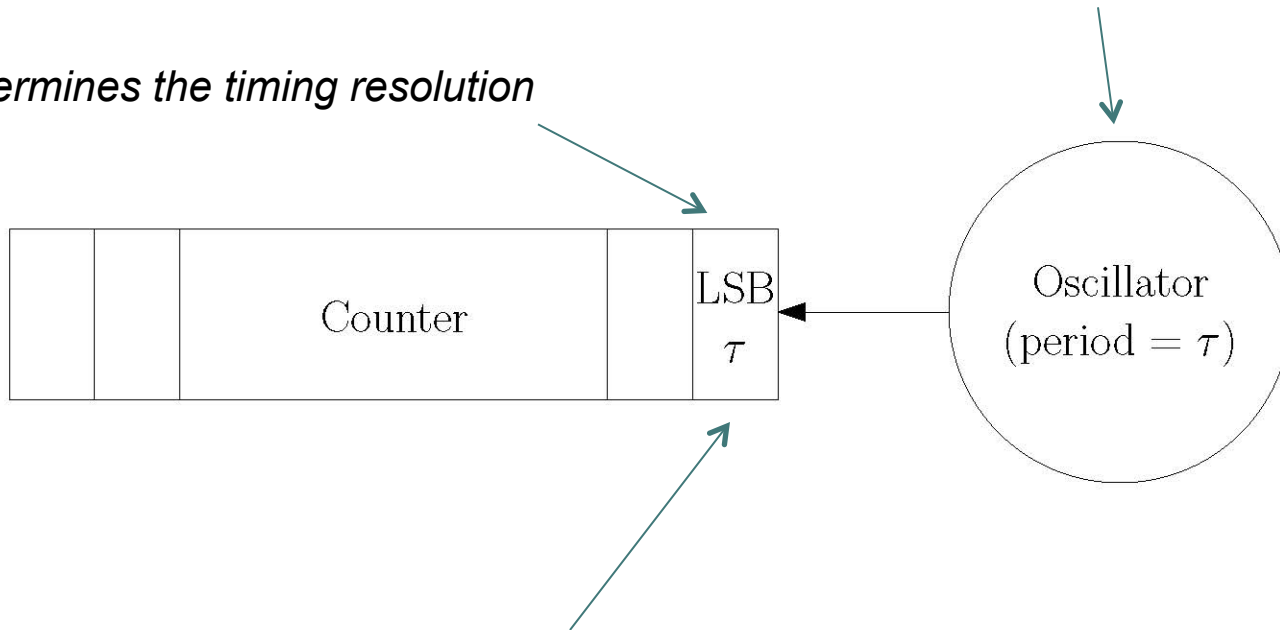 ermines the timing resolution
Counter
LSB
τ
Oscillator
(period = τ)